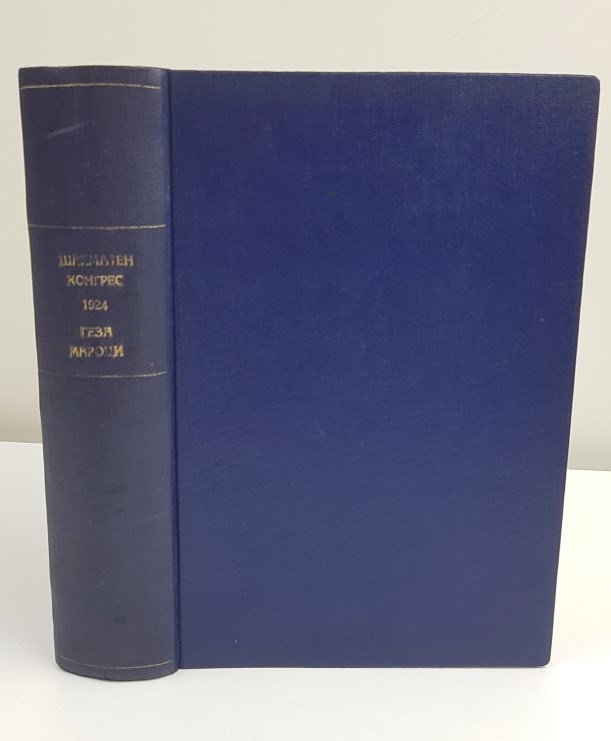 ШАХМАТЕН
КОНГРЕС
1924
ГЕЗА
МАРОЦИ